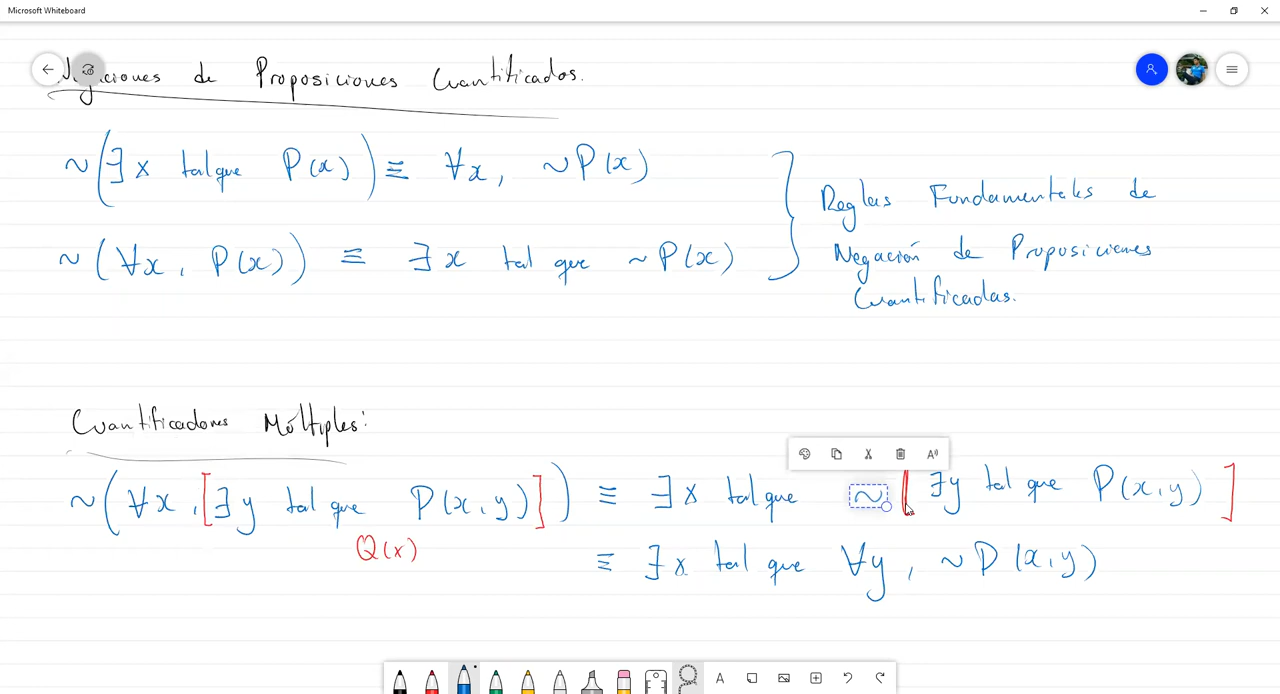 Microsoft Whiteboard
Negaciones de Proposiciones Cuantificadas.
~(∃x tal que P(x)) ≡ ∀x, ~P(x)
~(∀x, P(x)) ≡ ∃x tal que ~P(x)
Reglas Fundamentales de
Negación de Proposiciones
Cuantificadas.
Cuantificadores Múltiples:
~(∀x, [∃y tal que P(x,y)]) ≡ ∃x tal que ~[∃y tal que P(x,y)]
Q(x)
≡ ∃x tal que ∀y, ~P(x,y)